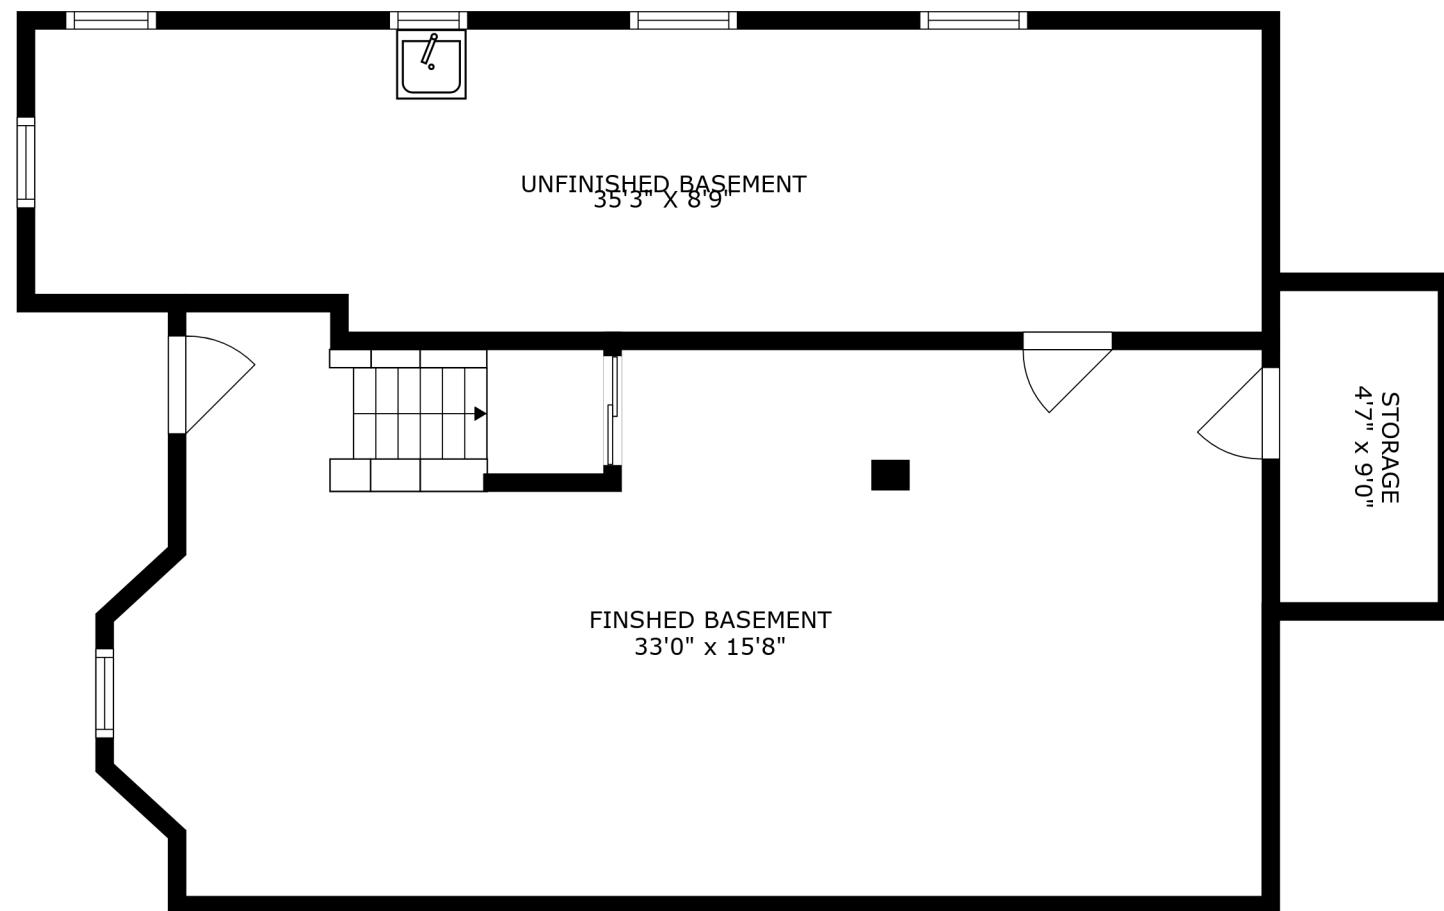 UNFINISHED BASEMENT
35'3" X 8'9"
STORAGE
4'7" x 9'0"
FINSHED BASEMENT
33'0" x 15'8"